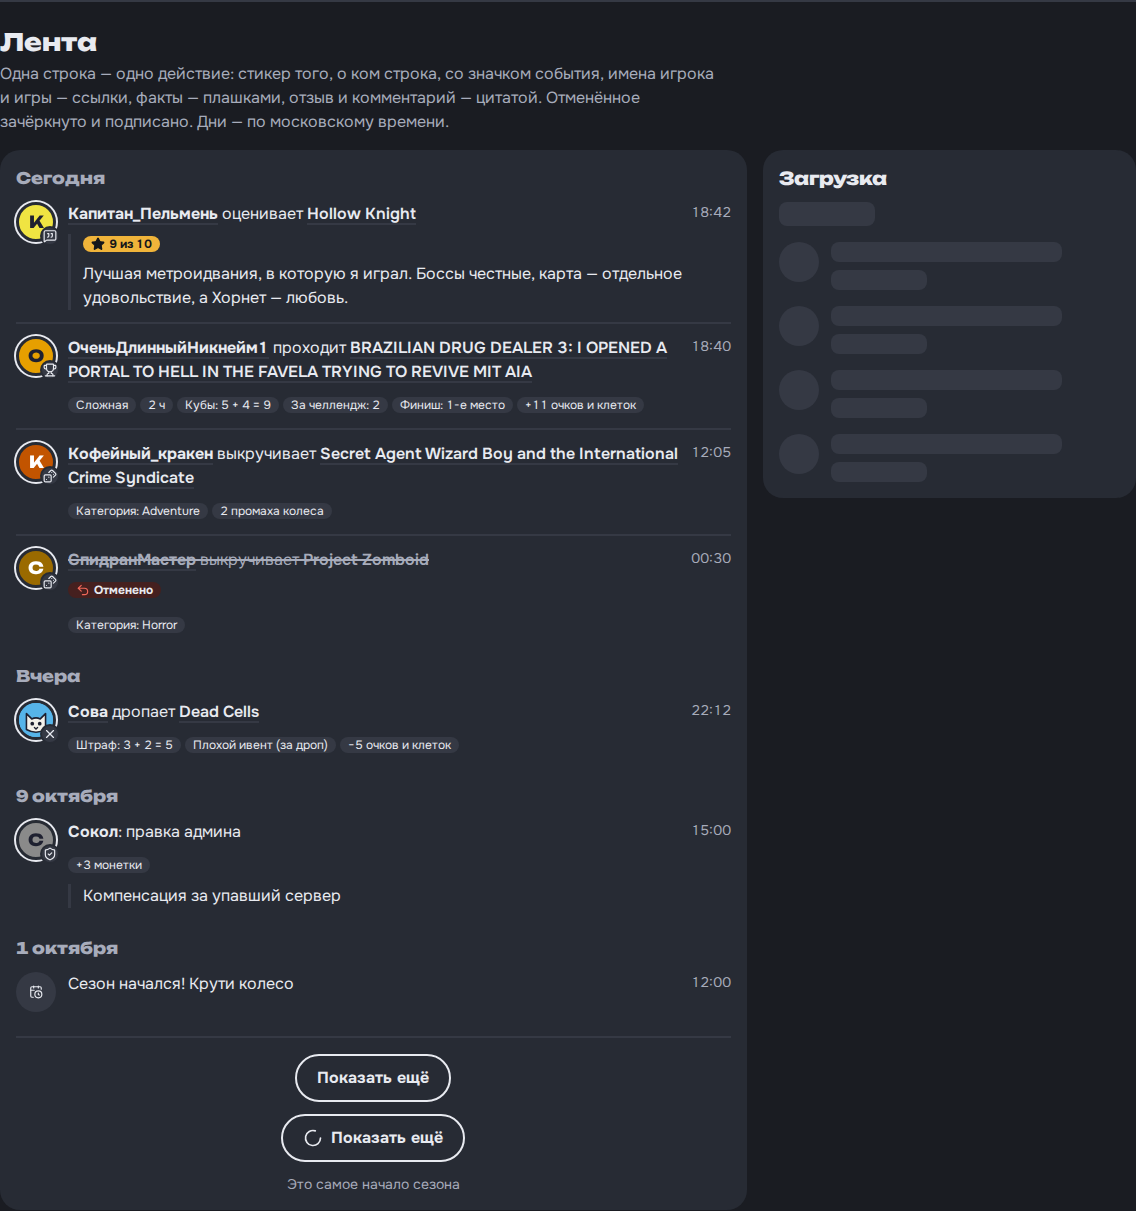 Лента
Одна строка — одно действие: стикер того, о ком строка, со значком события, имена игрока
и игры — ссылки, факты — плашками, отзыв и комментарий — цитатой. Отменённое
зачёркнуто и подписано. Дни — по московскому времени.
Сегодня
К
Капитан_Пельмень оценивает Hollow Knight
18:42
9 из 10
Лучшая метроидвания, в которую я играл. Боссы честные, карта — отдельное
удовольствие, а Хорнет — любовь.
О
ОченьДлинныйНикнейм1 проходит BRAZILIAN DRUG DEALER 3: I OPENED A
18:40
PORTAL TO HELL IN THE FAVELA TRYING TO REVIVE MIT AIA
Сложная 2 ч Кубы: 5 + 4 = 9 За челлендж: 2 Финиш: 1-е место +11 очков и клеток
К
Кофейный_кракен выкручивает Secret Agent Wizard Boy and the International
12:05
Crime Syndicate
Категория: Adventure 2 промаха колеса
С
СпидранМастер выкручивает Project Zomboid
00:30
Отменено
Категория: Horror
Вчера
Сова дропает Dead Cells
22:12
Штраф: 3 + 2 = 5 Плохой ивент (за дроп) −5 очков и клеток
9 октября
С
Сокол: правка админа
15:00
+3 монетки
Компенсация за упавший сервер
1 октября
Сезон начался! Крути колесо
12:00
Показать ещё
Показать ещё
Это самое начало сезона
Загрузка